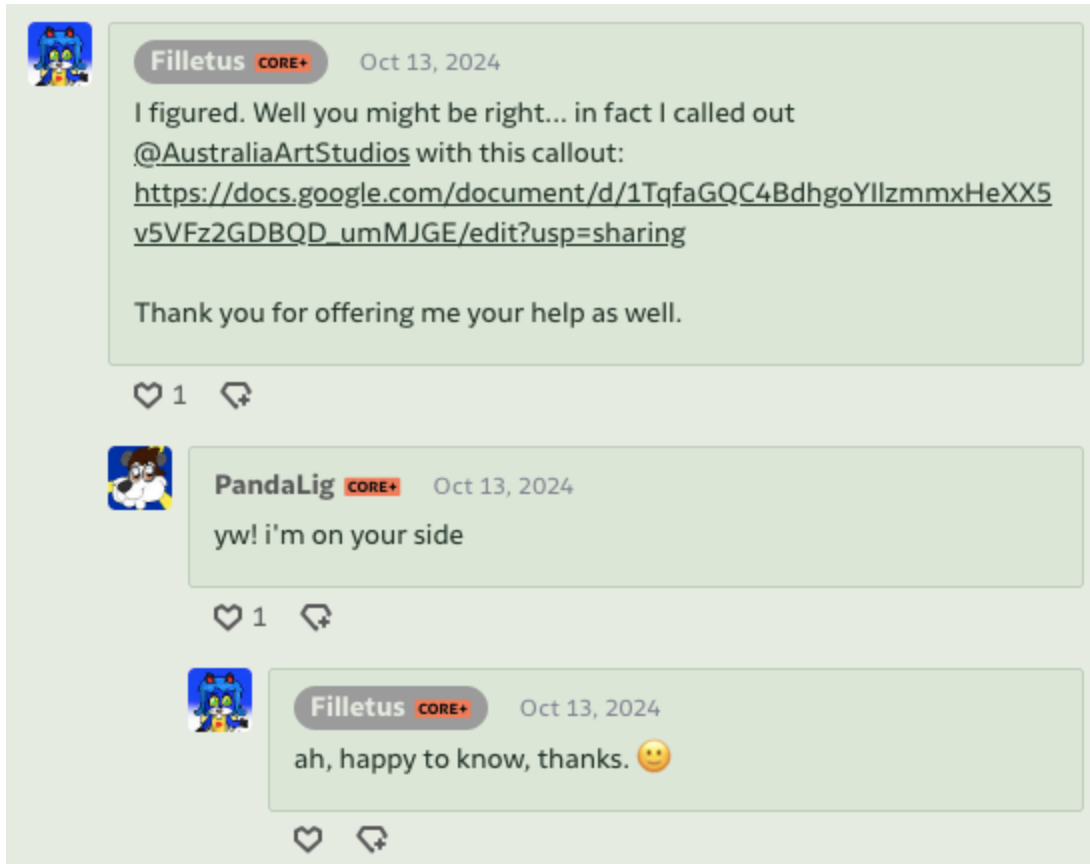 Filletus CORE+ Oct 13, 2024
I figured. Well you might be right... in fact I called out
@AustraliaArtStudios with this callout:
https://docs.google.com/document/d/1TqfaGQC4BdhgoYIlzmmxHeXX5
v5VFz2GDBQD_umMJGE/edit?usp=sharing
Thank you for offering me your help as well.
1
PandaLig CORE+ Oct 13, 2024
yw! i'm on your side
1
Filletus CORE+ Oct 13, 2024
ah, happy to know, thanks. 🙂